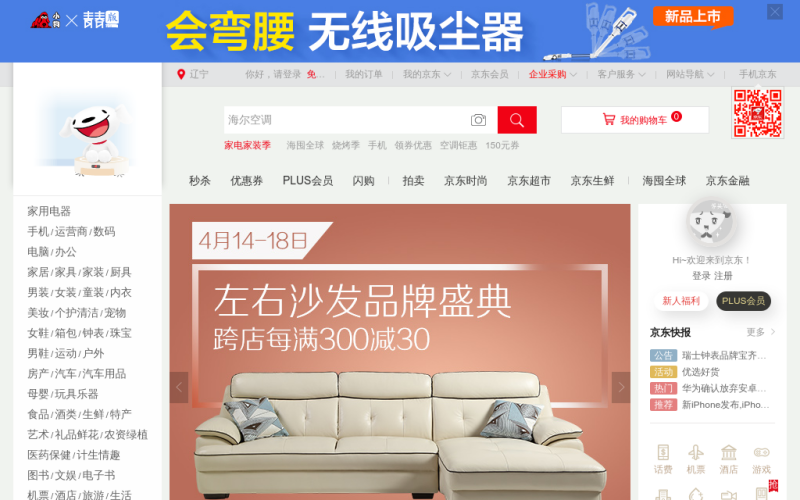 小狗 × 青青 会弯腰 无线吸尘器 新品上市
辽宁 你好，请登录 免... 我的订单 我的京东 京东会员 企业采购 客户服务 网站导航 手机京东
海尔空调 我的购物车 0
家电家装季 海囤全球 烧烤季 手机 领券优惠 空调钜惠 150元券
秒杀 优惠券 PLUS会员 闪购 拍卖 京东时尚 京东超市 京东生鲜 海囤全球 京东金融
家用电器
手机/运营商/数码
电脑/办公
家居/家具/家装/厨具
男装/女装/童装/内衣
美妆/个护清洁/宠物
女鞋/箱包/钟表/珠宝
男鞋/运动/户外
房产/汽车/汽车用品
母婴/玩具乐器
食品/酒类/生鲜/特产
艺术/礼品鲜花/农资绿植
医药保健/计生情趣
图书/文娱/电子书
机票/酒店/旅游/生活
4月14-18日
左右沙发品牌盛典
跨店每满300减30
Hi~欢迎来到京东！
登录 注册
新人福利 PLUS会员
京东快报 更多
公告 瑞士钟表品牌宝齐...
活动 优选好货
热门 华为确认放弃安卓...
推荐 新iPhone发布,iPho...
话费 机票 酒店 游戏
抢